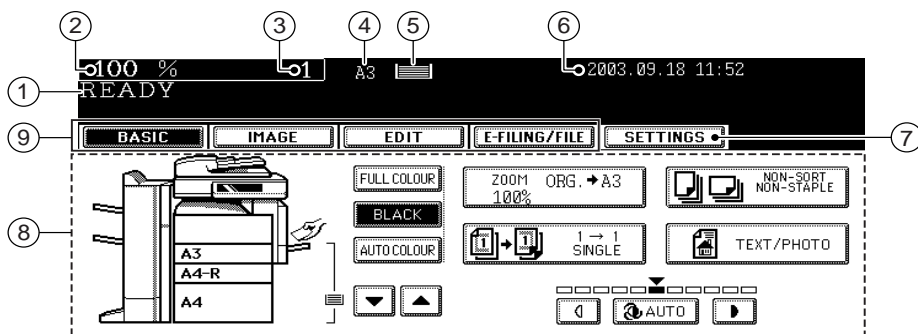 2 3 4 5 6
100 % 1 A3 2003.09.18 11:52
1 READY
9 BASIC IMAGE EDIT E-FILING/FILE SETTINGS 7
FULL COLOUR ZOOM ORG. → A3 NON-SORT
100% NON-STAPLE
BLACK
8 1 → 1 1 → 1 TEXT/PHOTO
AUTO COLOUR SINGLE
A3
A4-R
A4
AUTO